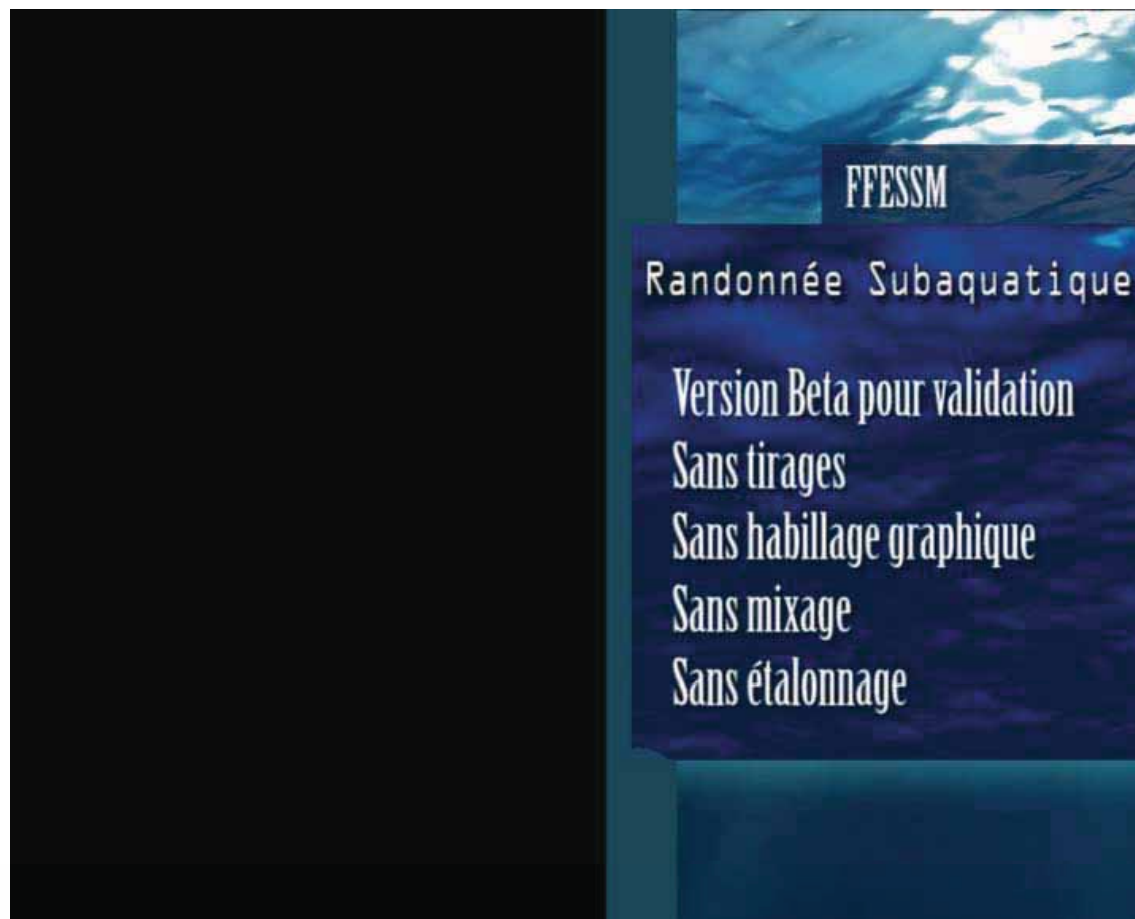 FFESSM
Randonnée Subaquatique
Version Beta pour validation
Sans tirages
Sans habillage graphique
Sans mixage
Sans étalonnage